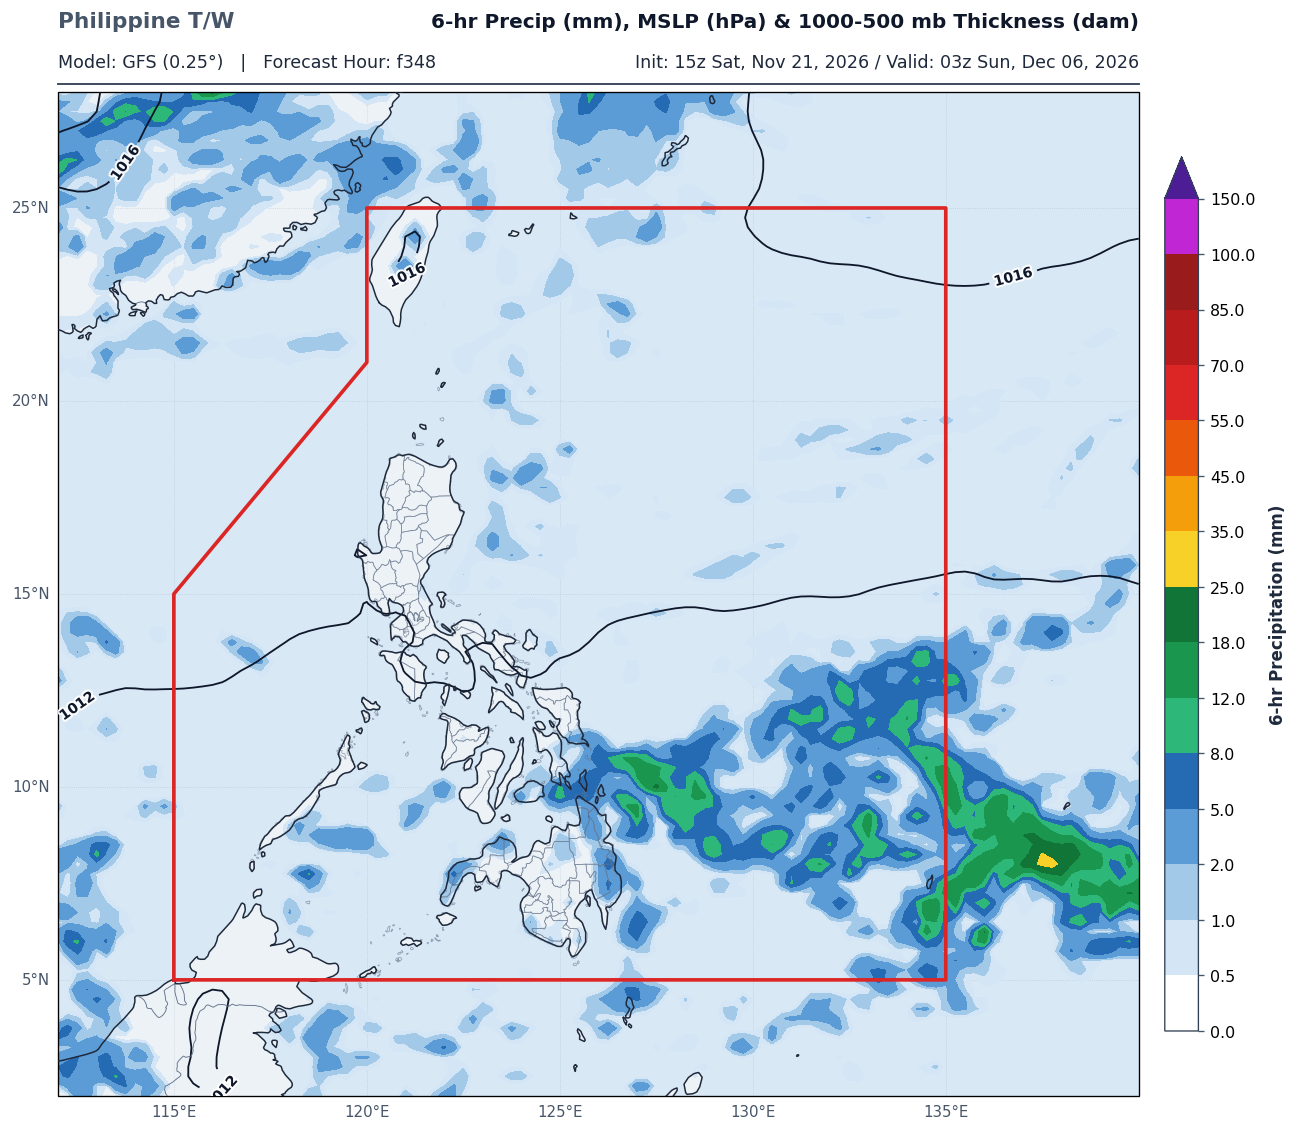 Philippine T/W
6-hr Precip (mm), MSLP (hPa) & 1000-500 mb Thickness (dam)
Model: GFS (0.25°) | Forecast Hour: f348
Init: 15z Sat, Nov 21, 2026 / Valid: 03z Sun, Dec 06, 2026
1016
1016
1016
1012
012
25°N
20°N
15°N
10°N
5°N
115°E
120°E
125°E
130°E
135°E
150.0
100.0
85.0
70.0
55.0
45.0
35.0
25.0
18.0
12.0
8.0
5.0
2.0
1.0
0.5
0.0
6-hr Precipitation (mm)